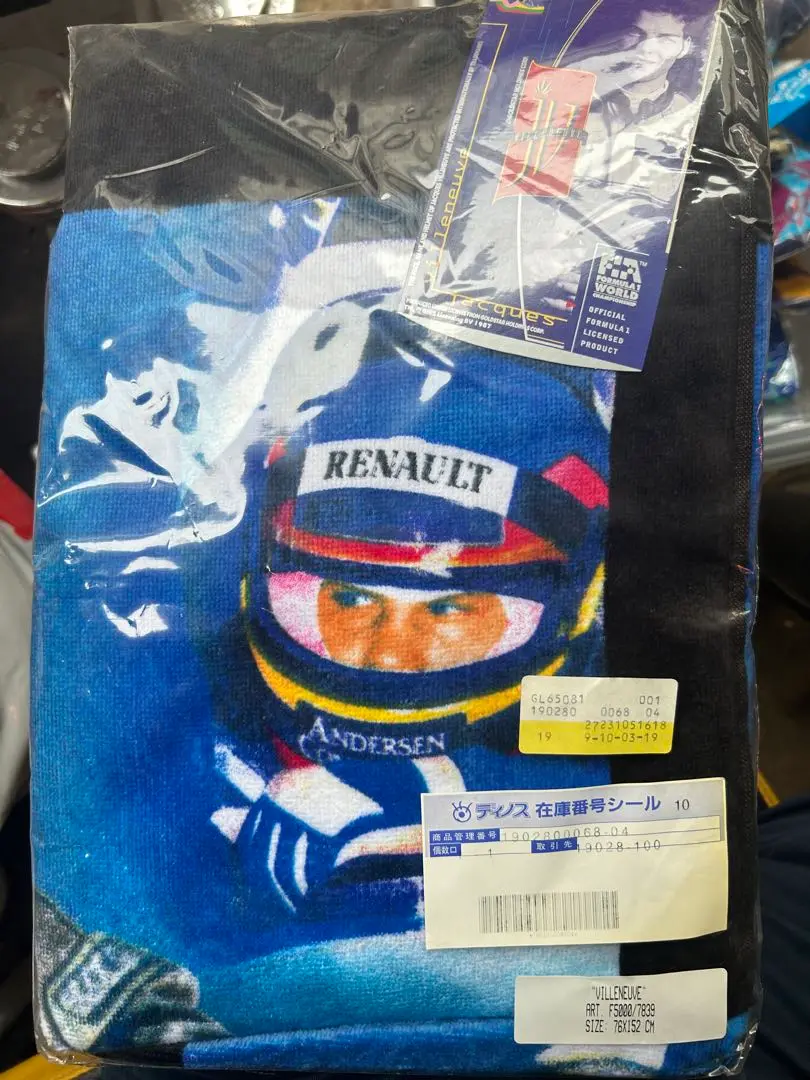 villeneuve
jacques
FIA™
FORMULA 1
WORLD
CHAMPIONSHIP
OFFICIAL
FORMULA 1
LICENSED
PRODUCT
RENAULT
ANDERSEN
GL65081 001
190280 0068 04
27231051618
19 9-10-03-19
ディノス 在庫番号シール 10
商品管理番号 1902800068-04
個数口 1 取引先 19028-100
"VILLENEUVE"
ART. F5000/7839
SIZE: 76X152 CM